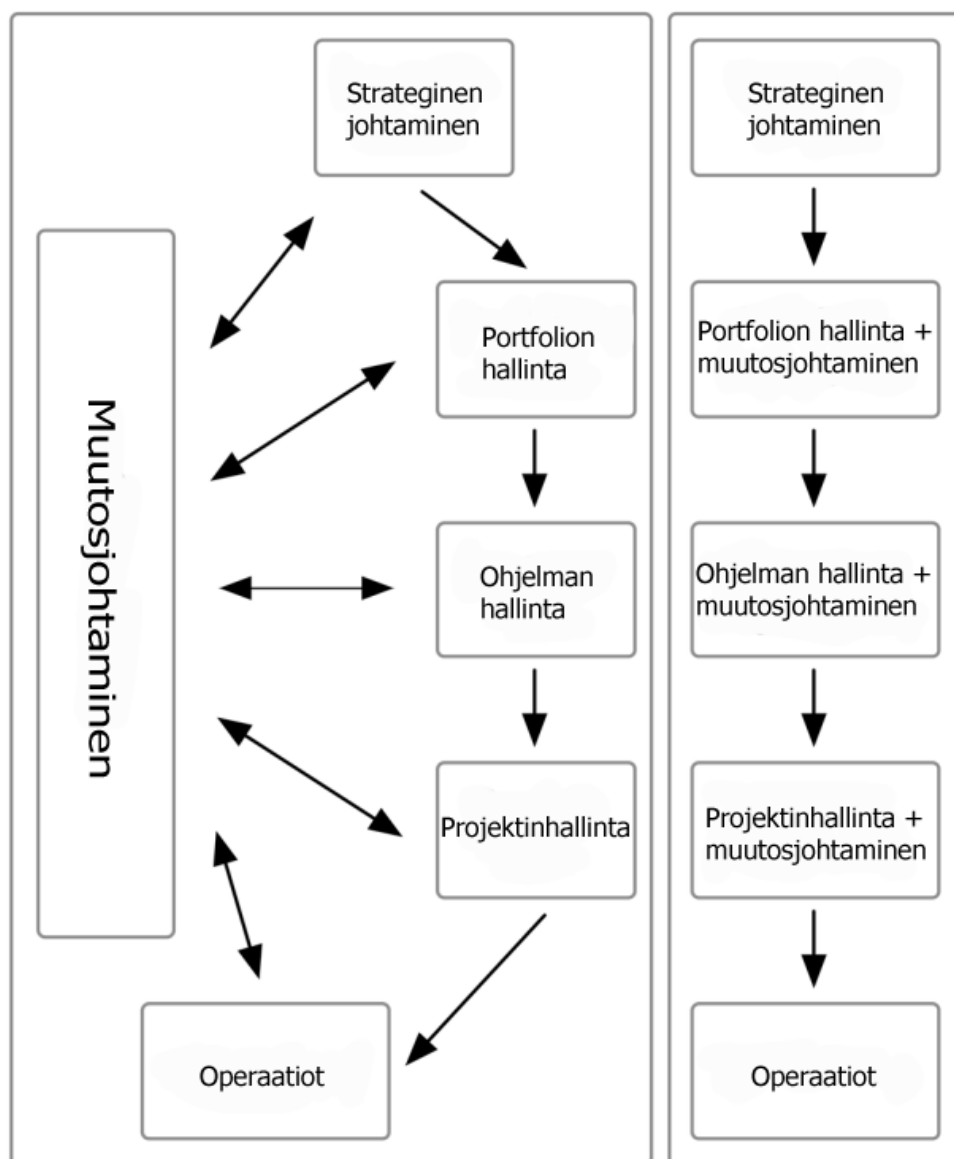 Strateginen
johtaminen
Muutosjohtaminen
Portfolion
hallinta
Ohjelman
hallinta
Projektinhallinta
Operaatiot
Strateginen
johtaminen
Portfolion hallinta +
muutosjohtaminen
Ohjelman hallinta +
muutosjohtaminen
Projektinhallinta +
muutosjohtaminen
Operaatiot